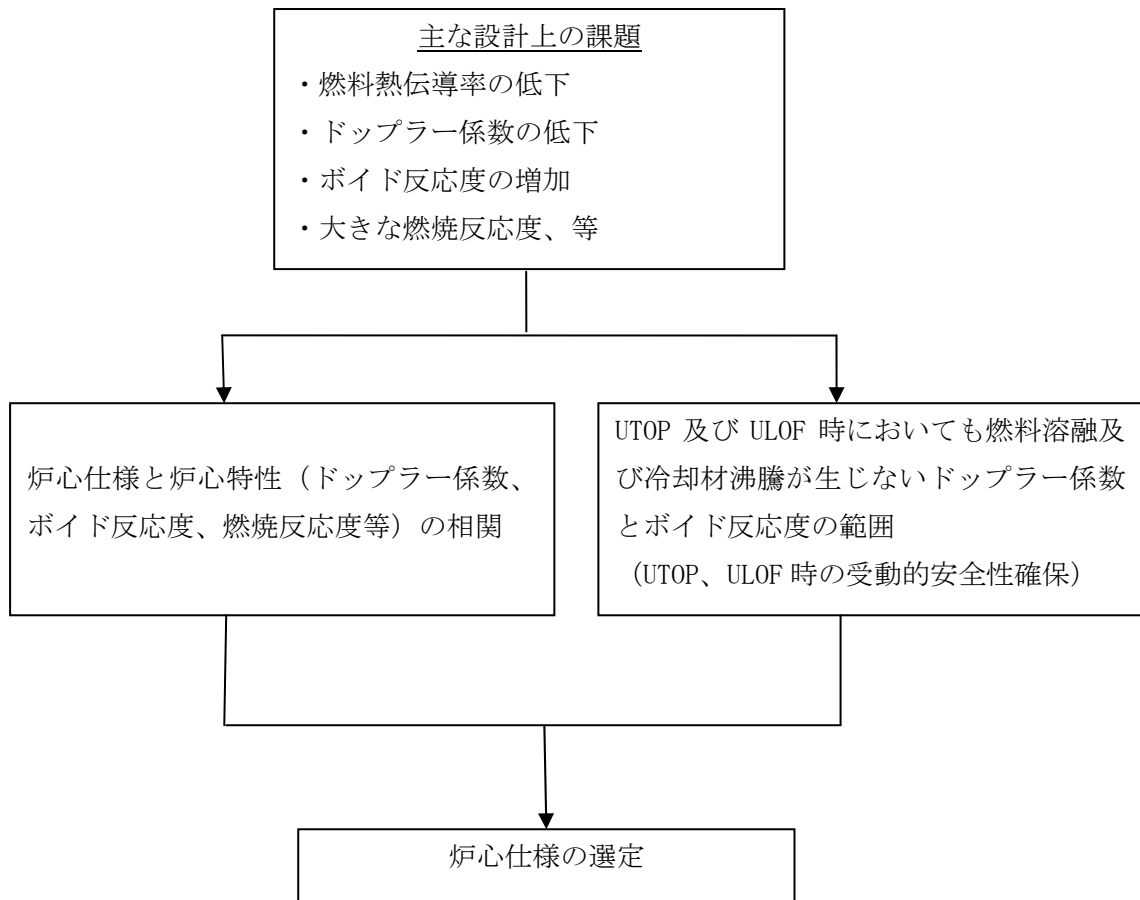 主な設計上の課題
・燃料熱伝導率の低下
・ドップラー係数の低下
・ボイド反応度の増加
・大きな燃焼反応度、等
炉心仕様と炉心特性（ドップラー係数、
ボイド反応度、燃焼反応度等）の相関
UTOP 及び ULOF 時においても燃料溶融及
び冷却材沸騰が生じないドップラー係数
とボイド反応度の範囲
（UTOP、ULOF 時の受動的安全性確保）
炉心仕様の選定